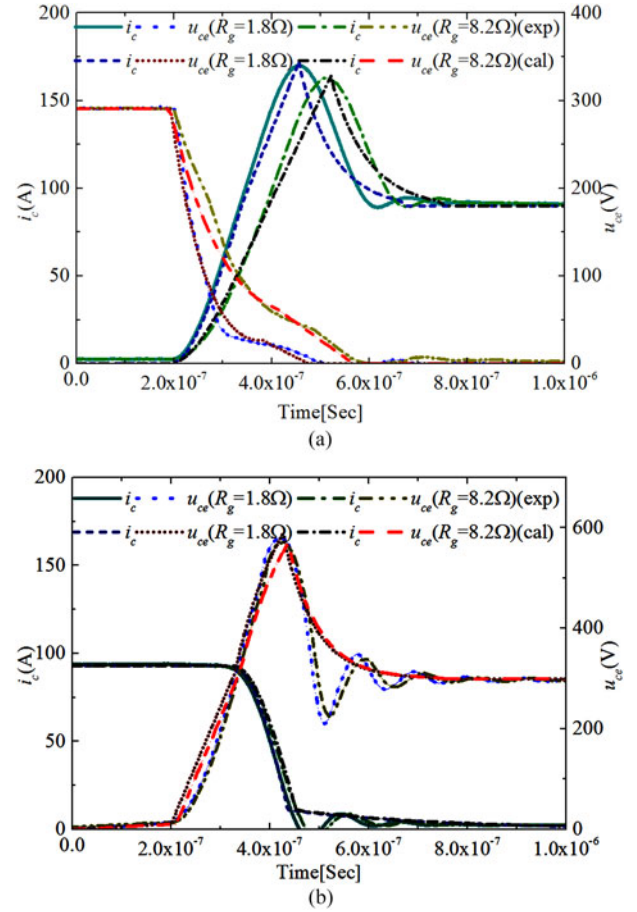 i_c u_ce(R_g=1.8Ω) i_c u_ce(R_g=8.2Ω)(exp)
i_c u_ce(R_g=1.8Ω) i_c u_ce(R_g=8.2Ω)(cal)
200
150
100
50
0
i_c(A)
400
300
200
100
0
u_ce(V)
0.0 2.0x10⁻⁷ 4.0x10⁻⁷ 6.0x10⁻⁷ 8.0x10⁻⁷ 1.0x10⁻⁶
Time[Sec]
(a)
i_c u_ce(R_g=1.8Ω) i_c u_ce(R_g=8.2Ω)(exp)
i_c u_ce(R_g=1.8Ω) i_c u_ce(R_g=8.2Ω)(cal)
200
150
100
50
0
i_c(A)
600
400
200
0
u_ce(V)
0.0 2.0x10⁻⁷ 4.0x10⁻⁷ 6.0x10⁻⁷ 8.0x10⁻⁷ 1.0x10⁻⁶
Time[Sec]
(b)